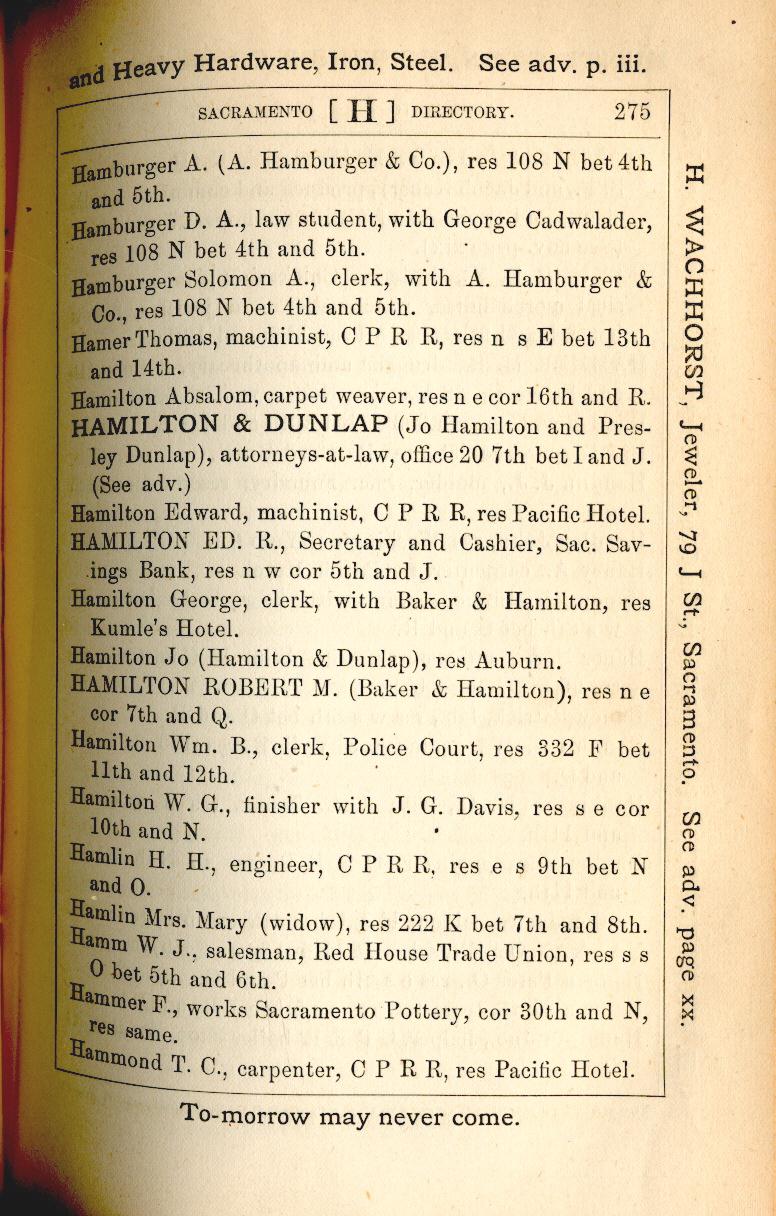 and Heavy Hardware, Iron, Steel. See adv. p. iii.
SACRAMENTO [ H ] DIRECTORY. 275
Hamburger A. (A. Hamburger & Co.), res 108 N bet 4th
and 5th.
Hamburger D. A., law student, with George Cadwalader,
res 108 N bet 4th and 5th.
Hamburger Solomon A., clerk, with A. Hamburger &
Co., res 108 N bet 4th and 5th.
Hamer Thomas, machinist, C P R R, res n s E bet 13th
and 14th.
Hamilton Absalom, carpet weaver, res n e cor 16th and R.
HAMILTON & DUNLAP (Jo Hamilton and Pres-
ley Dunlap), attorneys-at-law, office 20 7th bet I and J.
(See adv.)
Hamilton Edward, machinist, C P R R, res Pacific Hotel.
HAMILTON ED. R., Secretary and Cashier, Sac. Sav-
ings Bank, res n w cor 5th and J.
Hamilton George, clerk, with Baker & Hamilton, res
Kumle's Hotel.
Hamilton Jo (Hamilton & Dunlap), res Auburn.
HAMILTON ROBERT M. (Baker & Hamilton), res n e
cor 7th and Q.
Hamilton Wm. B., clerk, Police Court, res 332 F bet
11th and 12th.
Hamilton W. G., finisher with J. G. Davis, res s e cor
10th and N.
Hamlin H. H., engineer, C P R R, res e s 9th bet N
and O.
Hamlin Mrs. Mary (widow), res 222 K bet 7th and 8th.
Hamm W. J., salesman, Red House Trade Union, res s s
O bet 5th and 6th.
Hammer F., works Sacramento Pottery, cor 30th and N,
res same.
Hammond T. C., carpenter, C P R R, res Pacific Hotel.
To-morrow may never come.
H. WACHHORST, Jeweler, 79 J St., Sacramento. See adv. page xx.